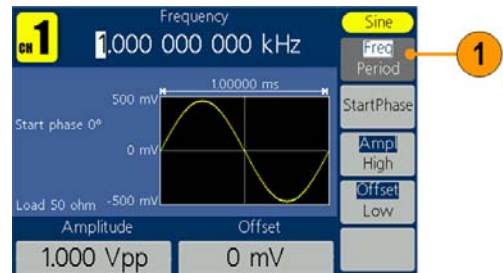 Frequency
CH 1
1.000 000 000 kHz
Sine
Freq
Period
1
1.00000 ms
500 mV
StartPhase
Start phase 0°
0 mV
Ampl
High
Load 50 ohm
-500 mV
Offset
Low
Amplitude
Offset
1.000 Vpp
0 mV